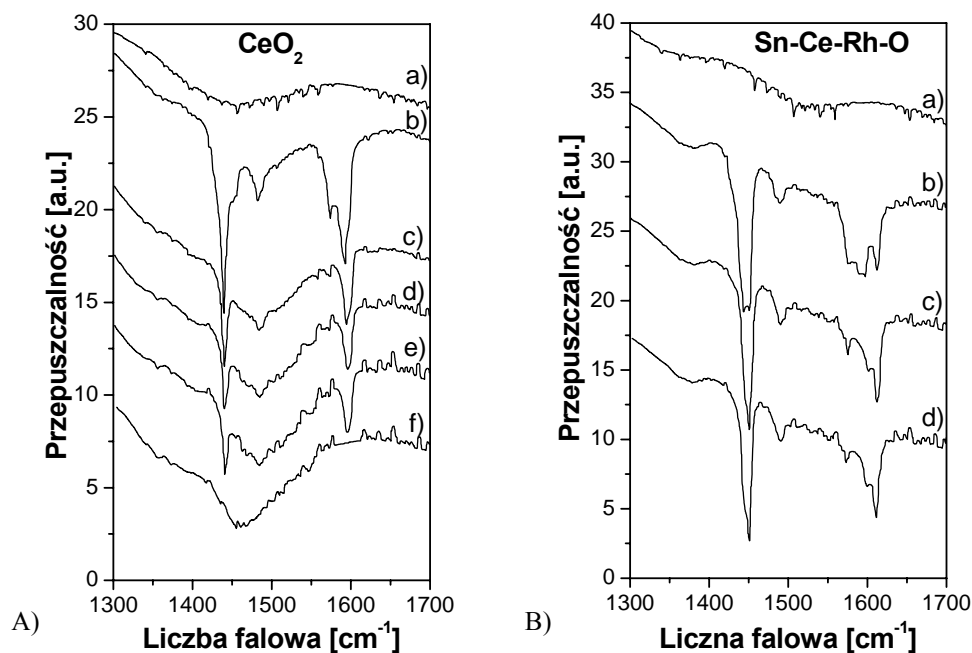 CeO2
30
25
20
15
10
5
0
a)
b)
c)
d)
e)
f)
1300 1400 1500 1600 1700
Przepuszczalność [a.u.]
Liczba falowa [cm-1]
A)
Sn-Ce-Rh-O
40
35
30
25
20
15
10
5
0
a)
b)
c)
d)
1300 1400 1500 1600 1700
Przepuszczalność [a.u.]
Liczna falowa [cm-1]
B)